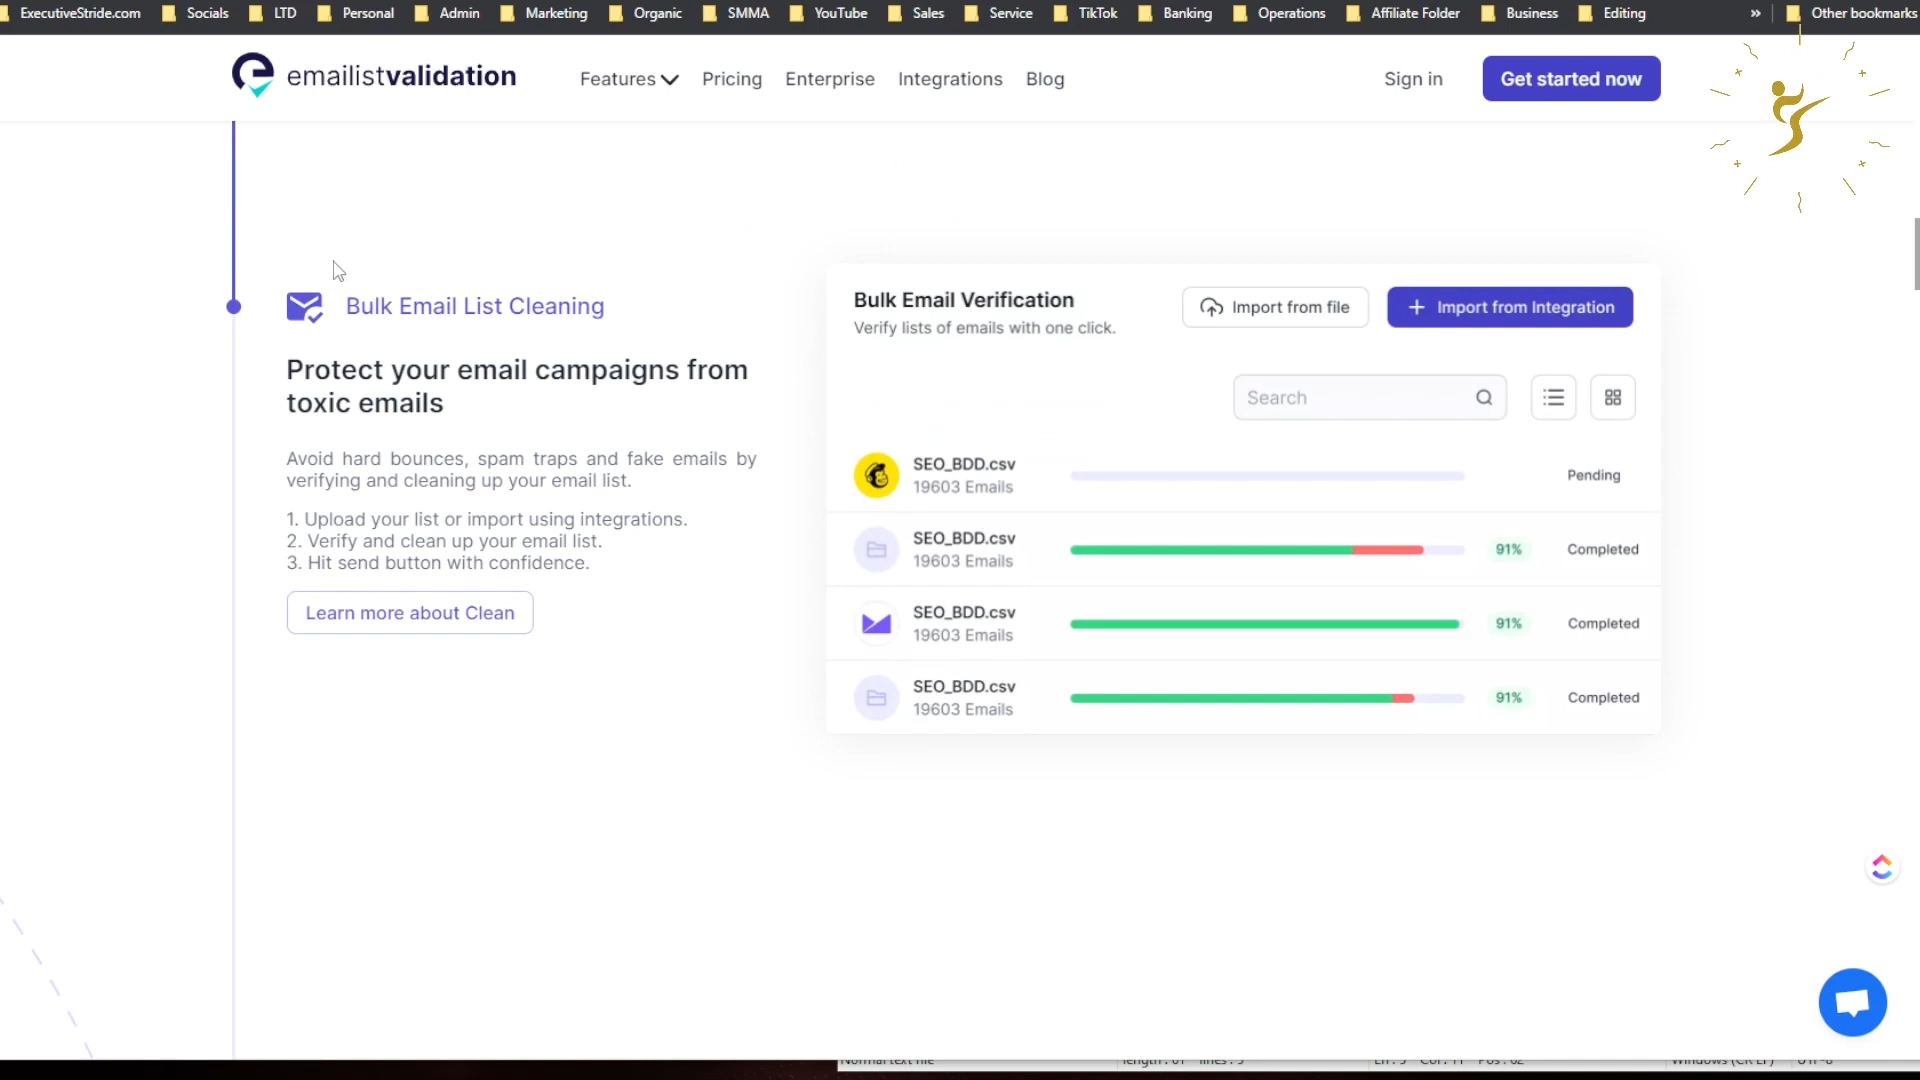 ExecutiveStride.com Socials LTD Personal Admin Marketing Organic SMMA YouTube Sales Service TikTok Banking Operations Affiliate Folder Business Editing » Other bookmarks
emailistvalidation Features Pricing Enterprise Integrations Blog Sign in Get started now
Bulk Email List Cleaning
Protect your email campaigns from
toxic emails
Avoid hard bounces, spam traps and fake emails by
verifying and cleaning up your email list.
1. Upload your list or import using integrations.
2. Verify and clean up your email list.
3. Hit send button with confidence.
Learn more about Clean
Bulk Email Verification
Verify lists of emails with one click.
Import from file
+ Import from Integration
Search
SEO_BDD.csv
19603 Emails
Pending
SEO_BDD.csv
19603 Emails
91% Completed
SEO_BDD.csv
19603 Emails
91% Completed
SEO_BDD.csv
19603 Emails
91% Completed